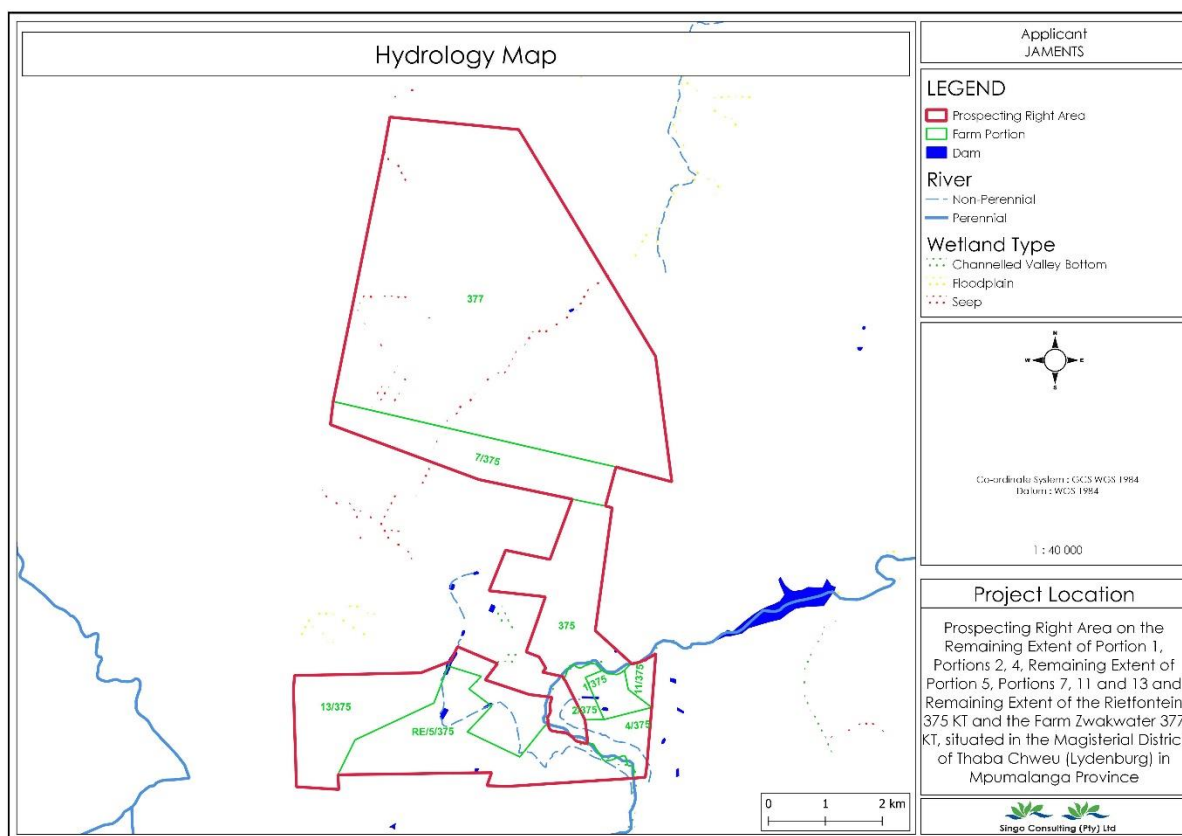 Hydrology Map
Applicant
JAMENTS
LEGEND
Prospecting Right Area
Farm Portion
Dam
River
Non-Perennial
Perennial
Wetland Type
Channelled Valley Bottom
Floodplain
Seep
N
W E
S
Co-ordinate System : GCS WGS 1984
Datum : WGS 1984
1 : 40 000
Project Location
Prospecting Right Area on the
Remaining Extent of Portion 1,
Portions 2, 4, Remaining Extent of
Portion 5, Portions 7, 11 and 13 and
Remaining Extent of the Rietfontein
375 KT and the Farm Zwakwater 377
KT, situated in the Magisterial Distric
of Thaba Chweu (Lydenburg) in
Mpumalanga Province
Singo Consulting (Pty) Ltd
377
7/375
375
13/375
RE/5/375
1/375
11/375
2/375
4/375
0 1 2 km